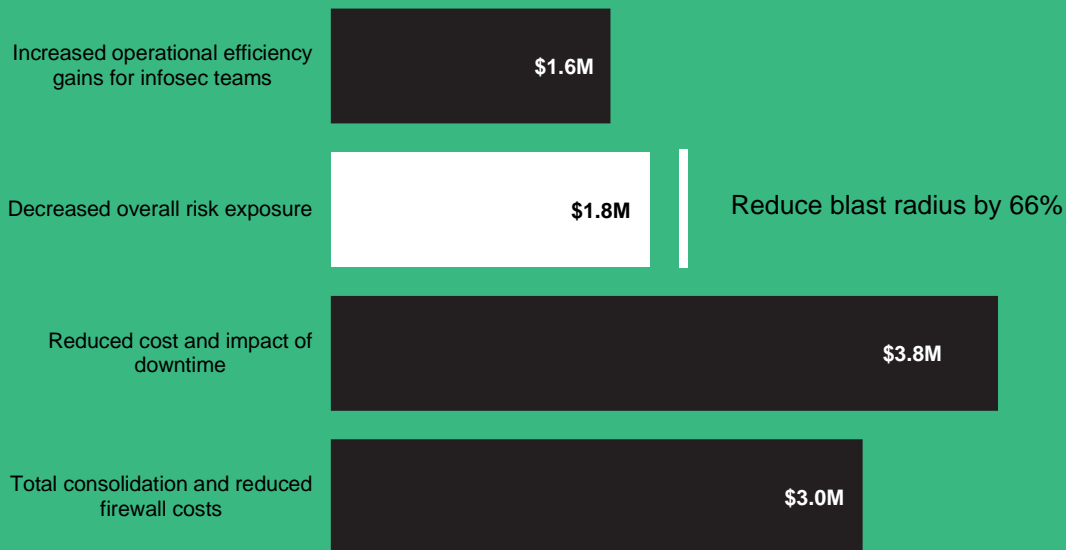 Increased operational efficiency
gains for infosec teams
$1.6M
Decreased overall risk exposure
$1.8M
Reduce blast radius by 66%
Reduced cost and impact of
downtime
$3.8M
Total consolidation and reduced
firewall costs
$3.0M